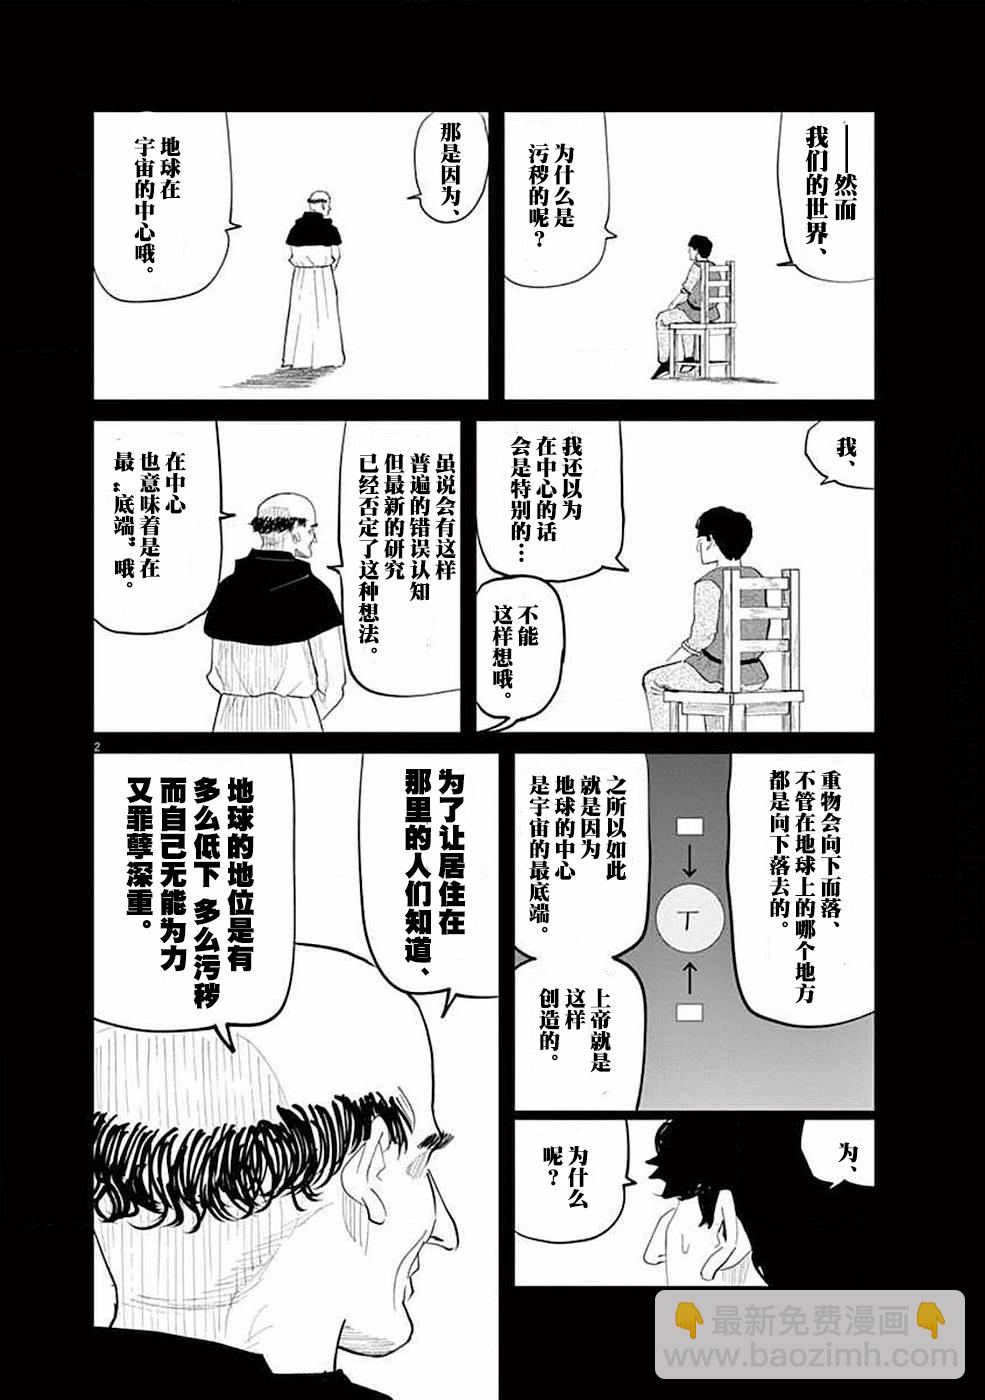 ——然而
我们的世界、
为什么是
污秽的呢？
那是因为、
地球在
宇宙的中心哦。
我、
我还以为
在中心的话
会是特别的…
不能
这样想哦。
虽说会有这样
普遍的错误认知
但最新的研究
已经否定了这种想法。
在中心
也意味着是在
最“底端”哦。
重物会向下而落、
不管在地球上的哪个地方
都是向下落去的。
之所以如此
就是因为
地球的中心
是宇宙的最底端。
上帝就是
这样
创造的。
为、
为什么
呢？
为了让居住在
那里的人们知道、
地球的地位是有
多么低下 多么污秽
而自己无能为力
又罪孽深重。
2
最新免费漫画
www.baozimh.com